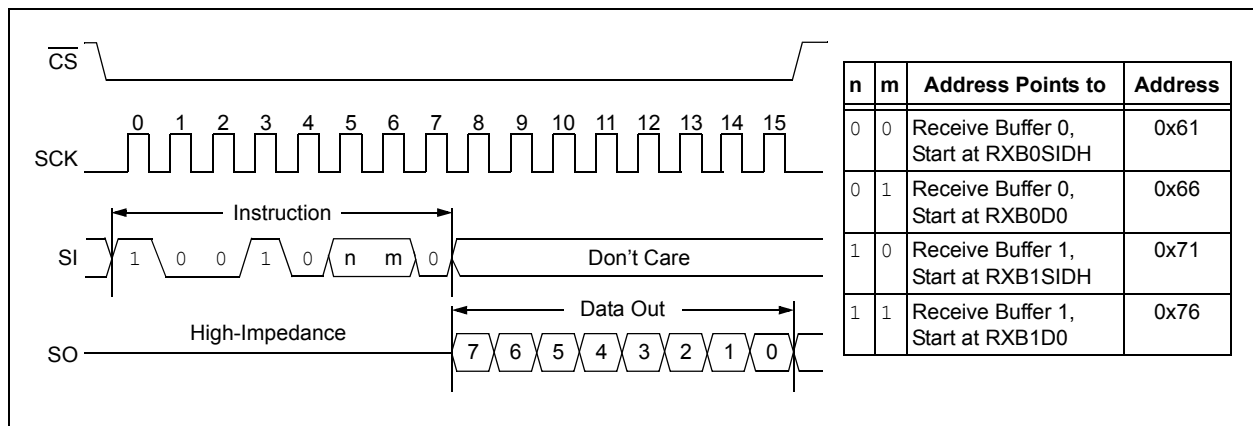 CS
SCK
0 1 2 3 4 5 6 7 8 9 10 11 12 13 14 15
Instruction
SI
1 0 0 1 0 n m 0
Don't Care
Data Out
High-Impedance
SO
7 6 5 4 3 2 1 0
n m Address Points to Address
0 0 Receive Buffer 0, 0x61
Start at RXB0SIDH
0 1 Receive Buffer 0, 0x66
Start at RXB0D0
1 0 Receive Buffer 1, 0x71
Start at RXB1SIDH
1 1 Receive Buffer 1, 0x76
Start at RXB1D0